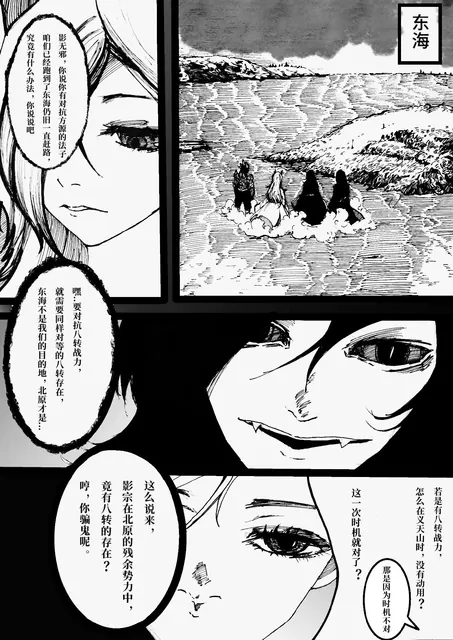 东海
影无邪，你说你有对抗方源的法子
咱们已经跑到了东海仍旧一直赶路，
究竟有什么办法，你说说吧
嘿…要对抗八转战力，
就需要同样对等的八转存在，
东海不是我们的目的地，北原才是…
若是有八转战力，
怎么在义天山时，没有动用？
那是因为时机不对
这一次时机就对了？
这么说来，
影宗在北原的残余势力中，
竟有八转的存在？
哼，你骗鬼呢。